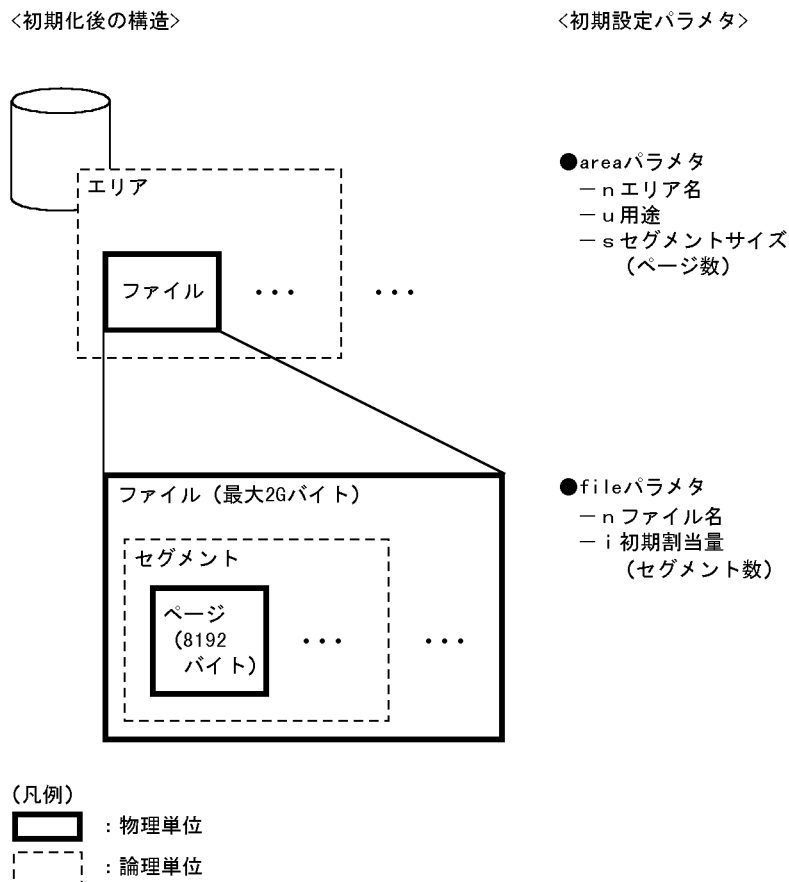 <初期化後の構造>
<初期設定パラメタ>
エリア
ファイル
・・・
・・・
●areaパラメタ
－ｎエリア名
－ｕ用途
－ｓセグメントサイズ
（ページ数）
ファイル（最大2Gバイト）
セグメント
ページ
（8192
バイト）
・・・
・・・
●fileパラメタ
－ｎファイル名
－ｉ初期割当量
（セグメント数）
（凡例）
：物理単位
：論理単位